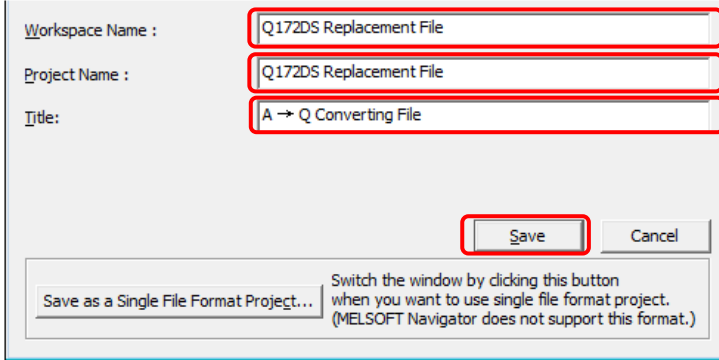 Workspace Name : Q172DS Replacement File
Project Name : Q172DS Replacement File
Title: A → Q Converting File
Save Cancel
Save as a Single File Format Project...
Switch the window by clicking this button
when you want to use single file format project.
(MELSOFT Navigator does not support this format.)